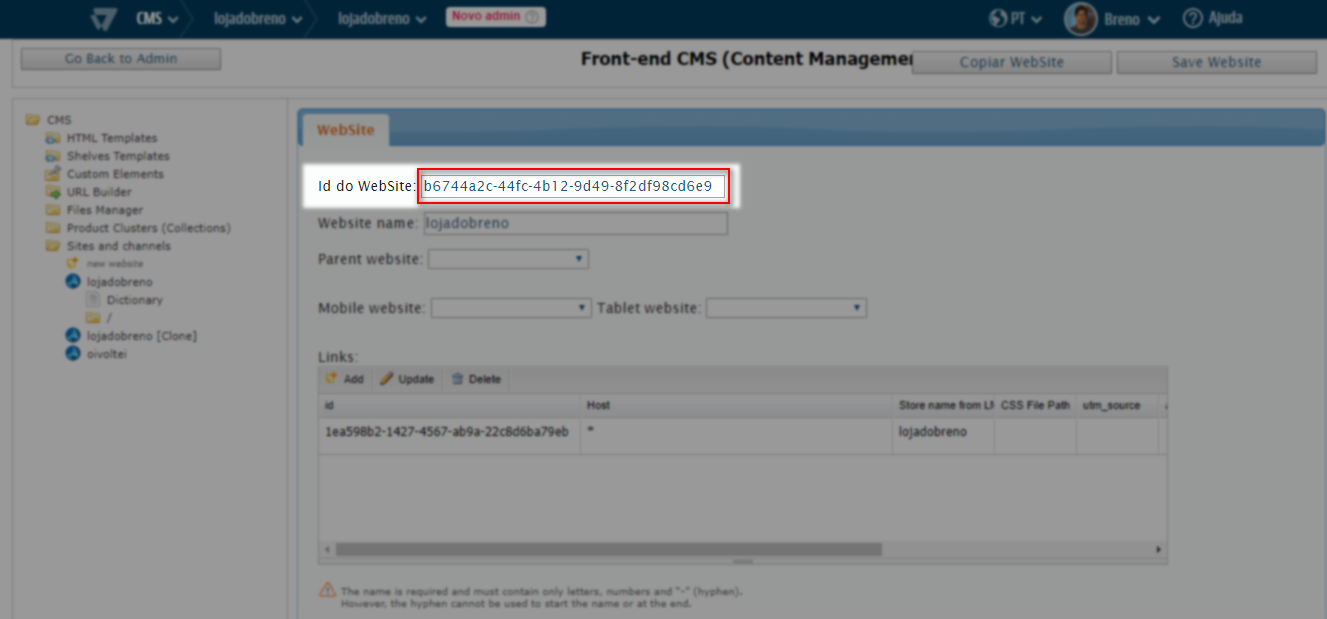 CMS lojadobreno lojadobreno Novo admin PT Breno Ajuda
Go Back to Admin Front-end CMS (Content Managemen Copiar WebSite Save Website
CMS
HTML Templates
Shelves Templates
Custom Elements
URL Builder
Files Manager
Product Clusters (Collections)
Sites and channels
new website
lojadobreno
Dictionary
/
lojadobreno [Clone]
oivoltei
WebSite
Id do WebSite: b6744a2c-44fc-4b12-9d49-8f2df98cd6e9
Website name: lojadobreno
Parent website:
Mobile website: Tablet website:
Links:
Add Update Delete
id Host Store name from LM CSS File Path utm_source
1ea598b2-1427-4567-ab9a-22c8d6ba79eb * lojadobreno
The name is required and must contain only letters, numbers and "-" (hyphen).
However, the hyphen cannot be used to start the name or at the end.